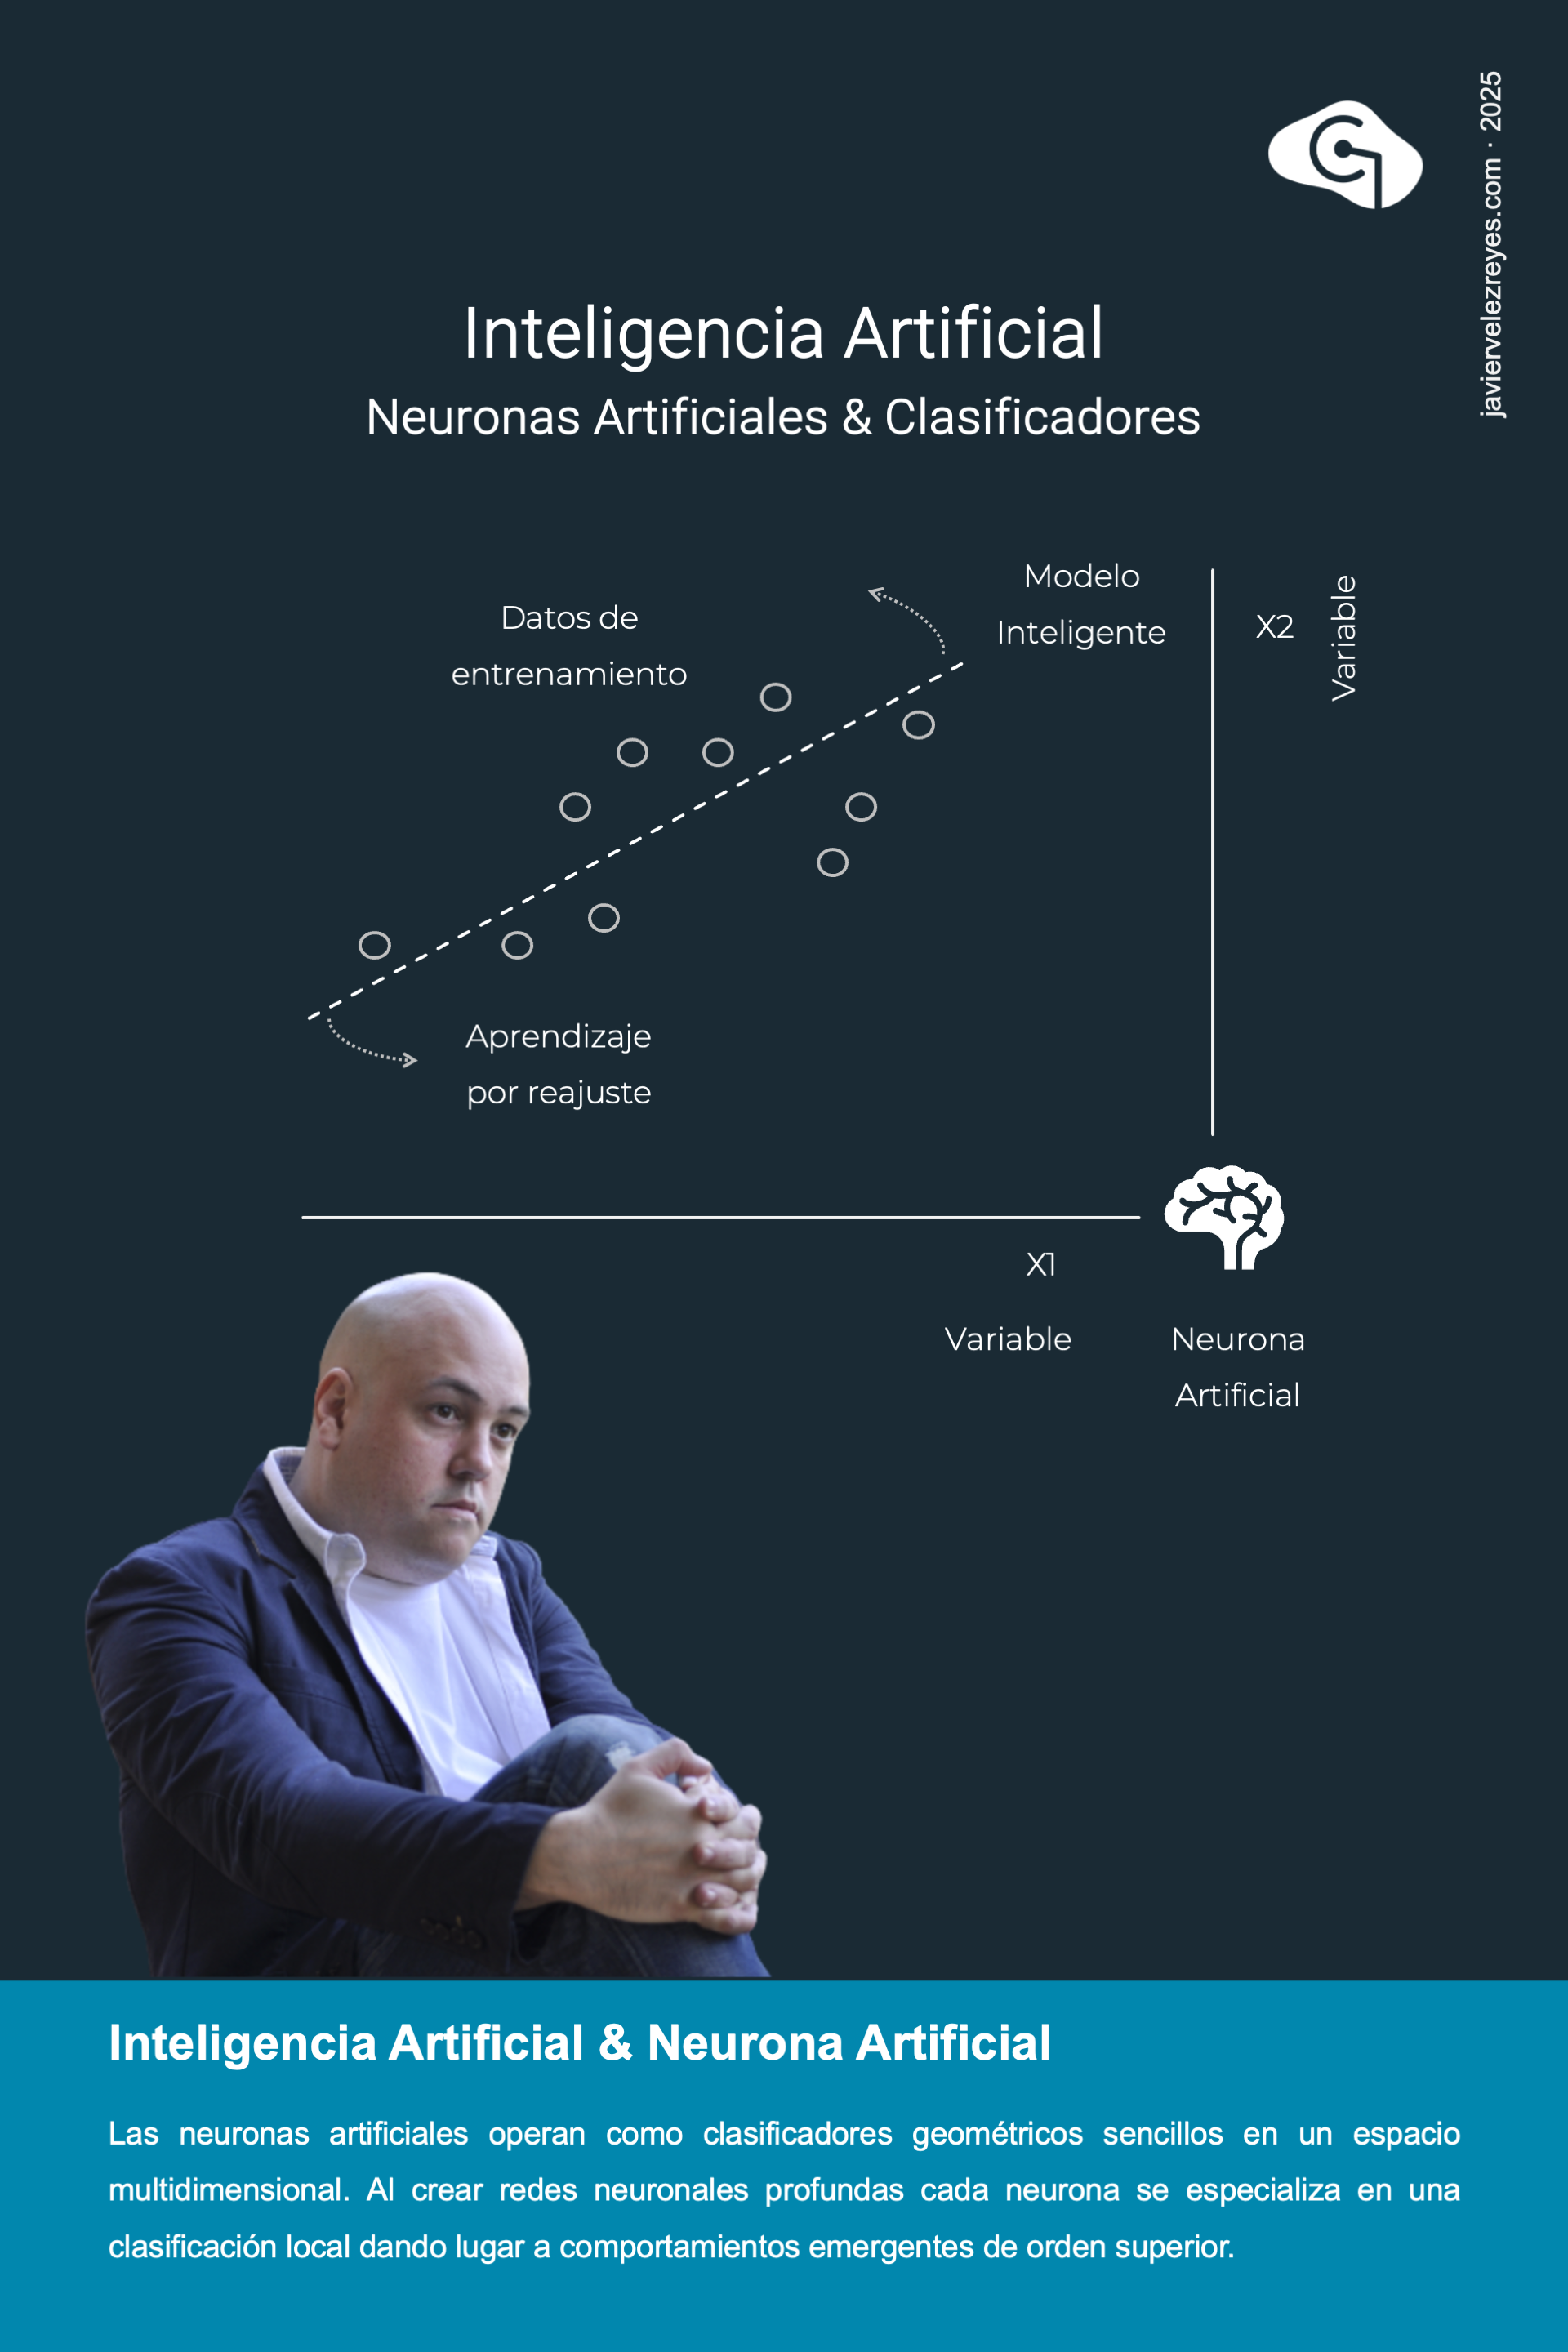 javiervelezreyes.com · 2025
Inteligencia Artificial
Neuronas Artificiales & Clasificadores
Datos de
entrenamiento
Modelo
Inteligente
X2
Variable
Aprendizaje
por reajuste
X1
Variable
Neurona
Artificial
Inteligencia Artificial & Neurona Artificial
Las neuronas artificiales operan como clasificadores geométricos sencillos en un espacio
multidimensional. Al crear redes neuronales profundas cada neurona se especializa en una
clasificación local dando lugar a comportamientos emergentes de orden superior.